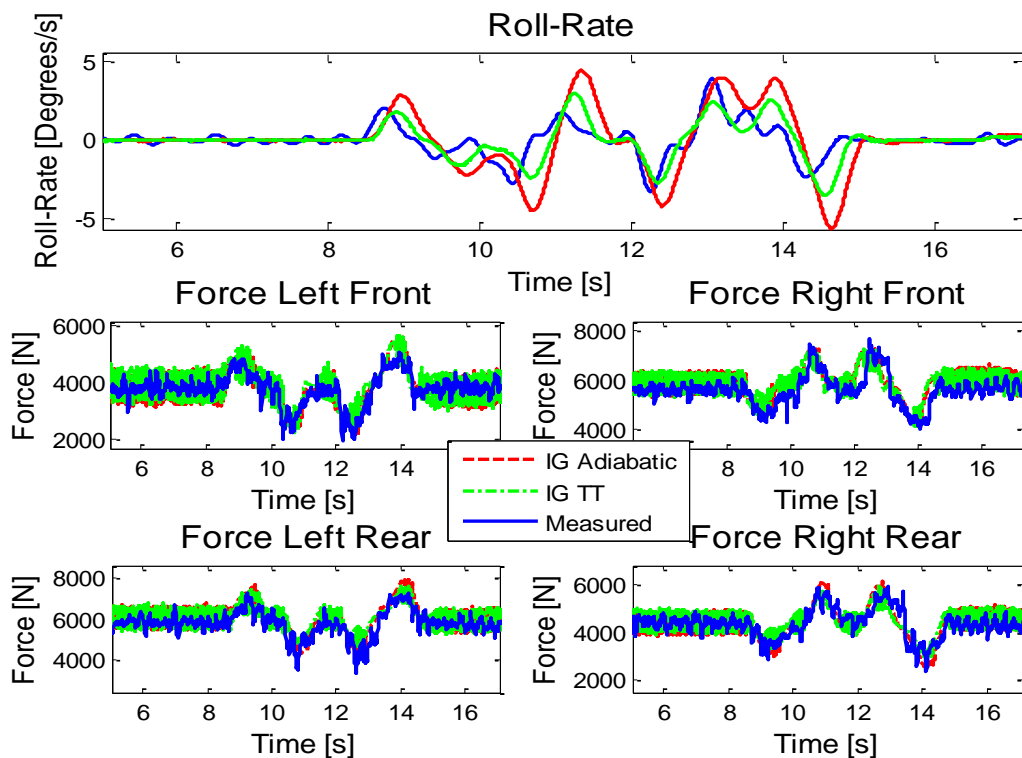 Roll-Rate
Roll-Rate [Degrees/s]
5
0
-5
6 8 10 12 14 16
Time [s]
Force Left Front
Force [N]
6000
4000
2000
6 8 10 12 14 16
Time [s]
Force Right Front
Force [N]
8000
6000
4000
6 8 10 12 14 16
Time [s]
IG Adiabatic
IG TT
Measured
Force Left Rear
Force [N]
8000
6000
4000
6 8 10 12 14 16
Time [s]
Force Right Rear
Force [N]
6000
4000
2000
6 8 10 12 14 16
Time [s]